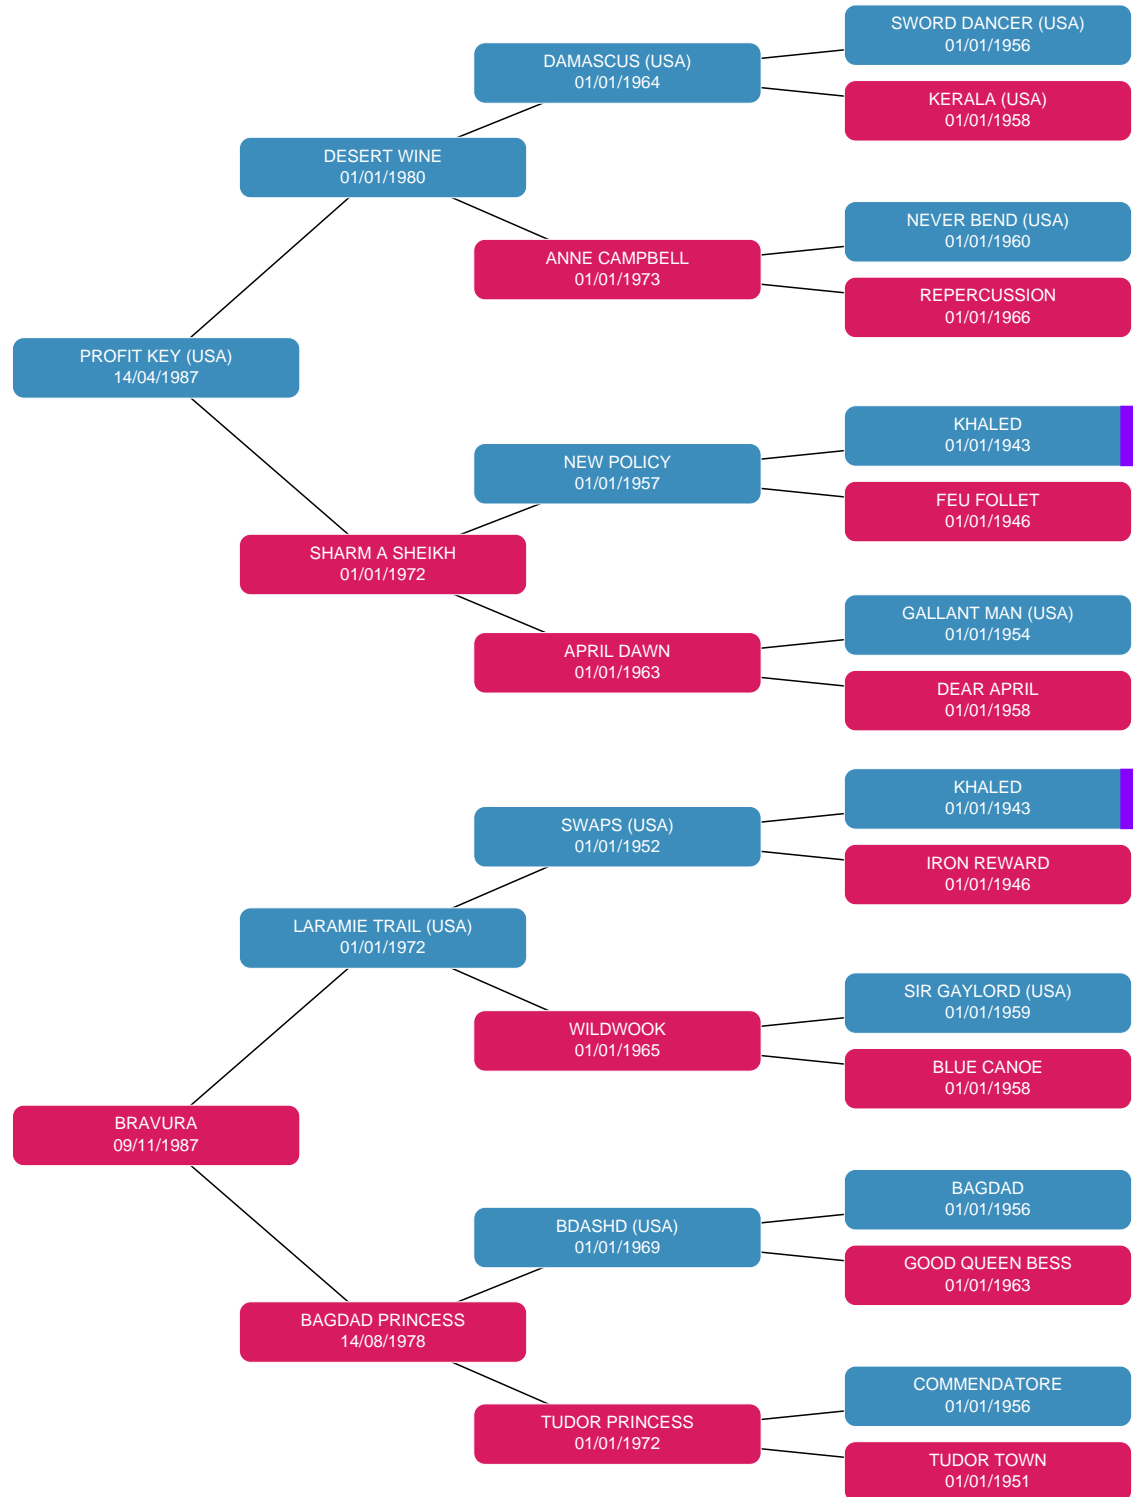 SWORD DANCER (USA)
01/01/1956
DAMASCUS (USA)
01/01/1964
KERALA (USA)
01/01/1958
DESERT WINE
01/01/1980
NEVER BEND (USA)
01/01/1960
ANNE CAMPBELL
01/01/1973
REPERCUSSION
01/01/1966
PROFIT KEY (USA)
14/04/1987
KHALED
01/01/1943
NEW POLICY
01/01/1957
FEU FOLLET
01/01/1946
SHARM A SHEIKH
01/01/1972
GALLANT MAN (USA)
01/01/1954
APRIL DAWN
01/01/1963
DEAR APRIL
01/01/1958
KHALED
01/01/1943
SWAPS (USA)
01/01/1952
IRON REWARD
01/01/1946
LARAMIE TRAIL (USA)
01/01/1972
SIR GAYLORD (USA)
01/01/1959
WILDWOOK
01/01/1965
BLUE CANOE
01/01/1958
BRAVURA
09/11/1987
BAGDAD
01/01/1956
BDASHD (USA)
01/01/1969
GOOD QUEEN BESS
01/01/1963
BAGDAD PRINCESS
14/08/1978
COMMENDATORE
01/01/1956
TUDOR PRINCESS
01/01/1972
TUDOR TOWN
01/01/1951